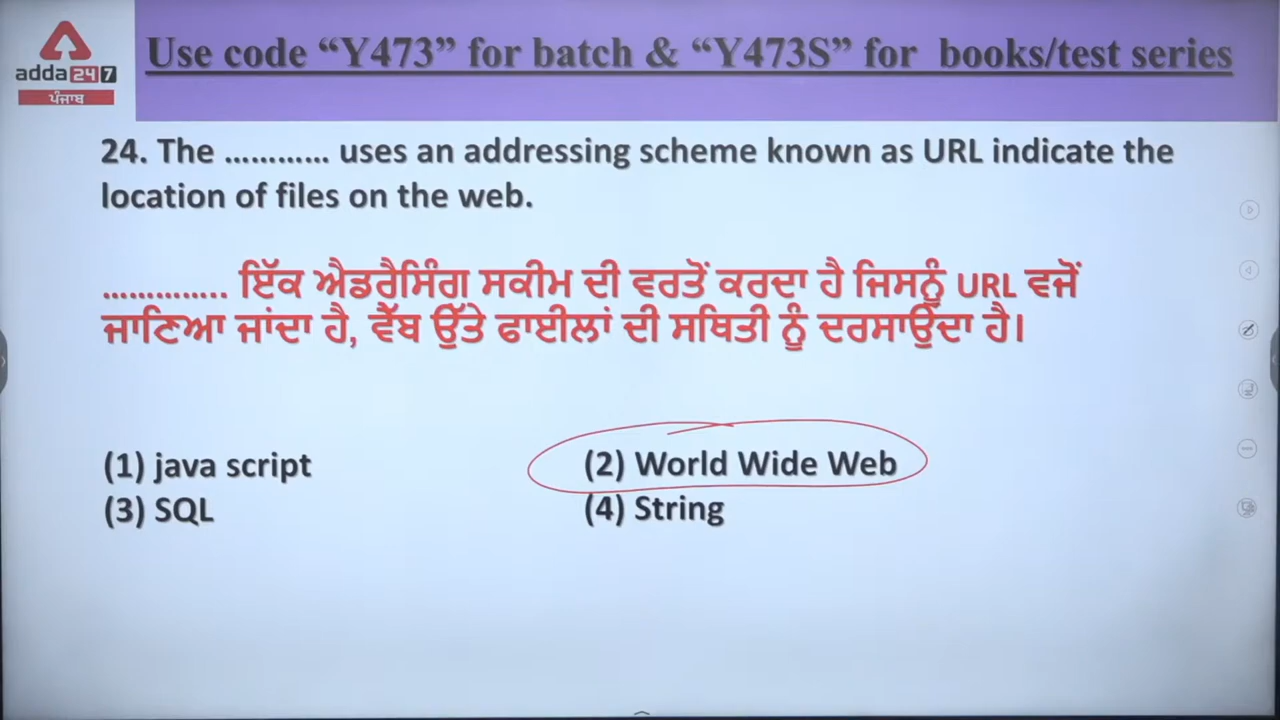 adda247
ਪੰਜਾਬ
Use code “Y473” for batch & “Y473S” for books/test series
24. The ............ uses an addressing scheme known as URL indicate the
location of files on the web.
.............. ਇੱਕ ਐਡਰੈਸਿੰਗ ਸਕੀਮ ਦੀ ਵਰਤੋਂ ਕਰਦਾ ਹੈ ਜਿਸਨੂੰ URL ਵਜੋਂ
ਜਾਣਿਆ ਜਾਂਦਾ ਹੈ, ਵੈੱਬ ਉੱਤੇ ਫਾਈਲਾਂ ਦੀ ਸਥਿਤੀ ਨੂੰ ਦਰਸਾਉਂਦਾ ਹੈ।
(1) java script (2) World Wide Web
(3) SQL (4) String